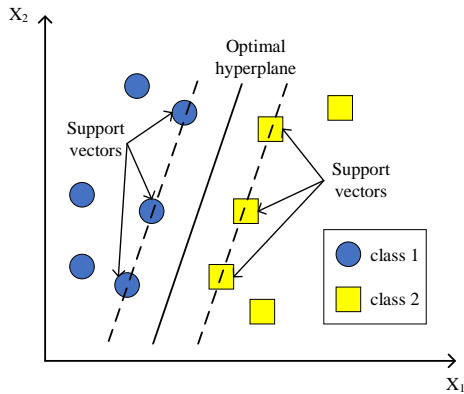 X2
Optimal
hyperplane
Support
vectors
Support
vectors
class 1
class 2
X1